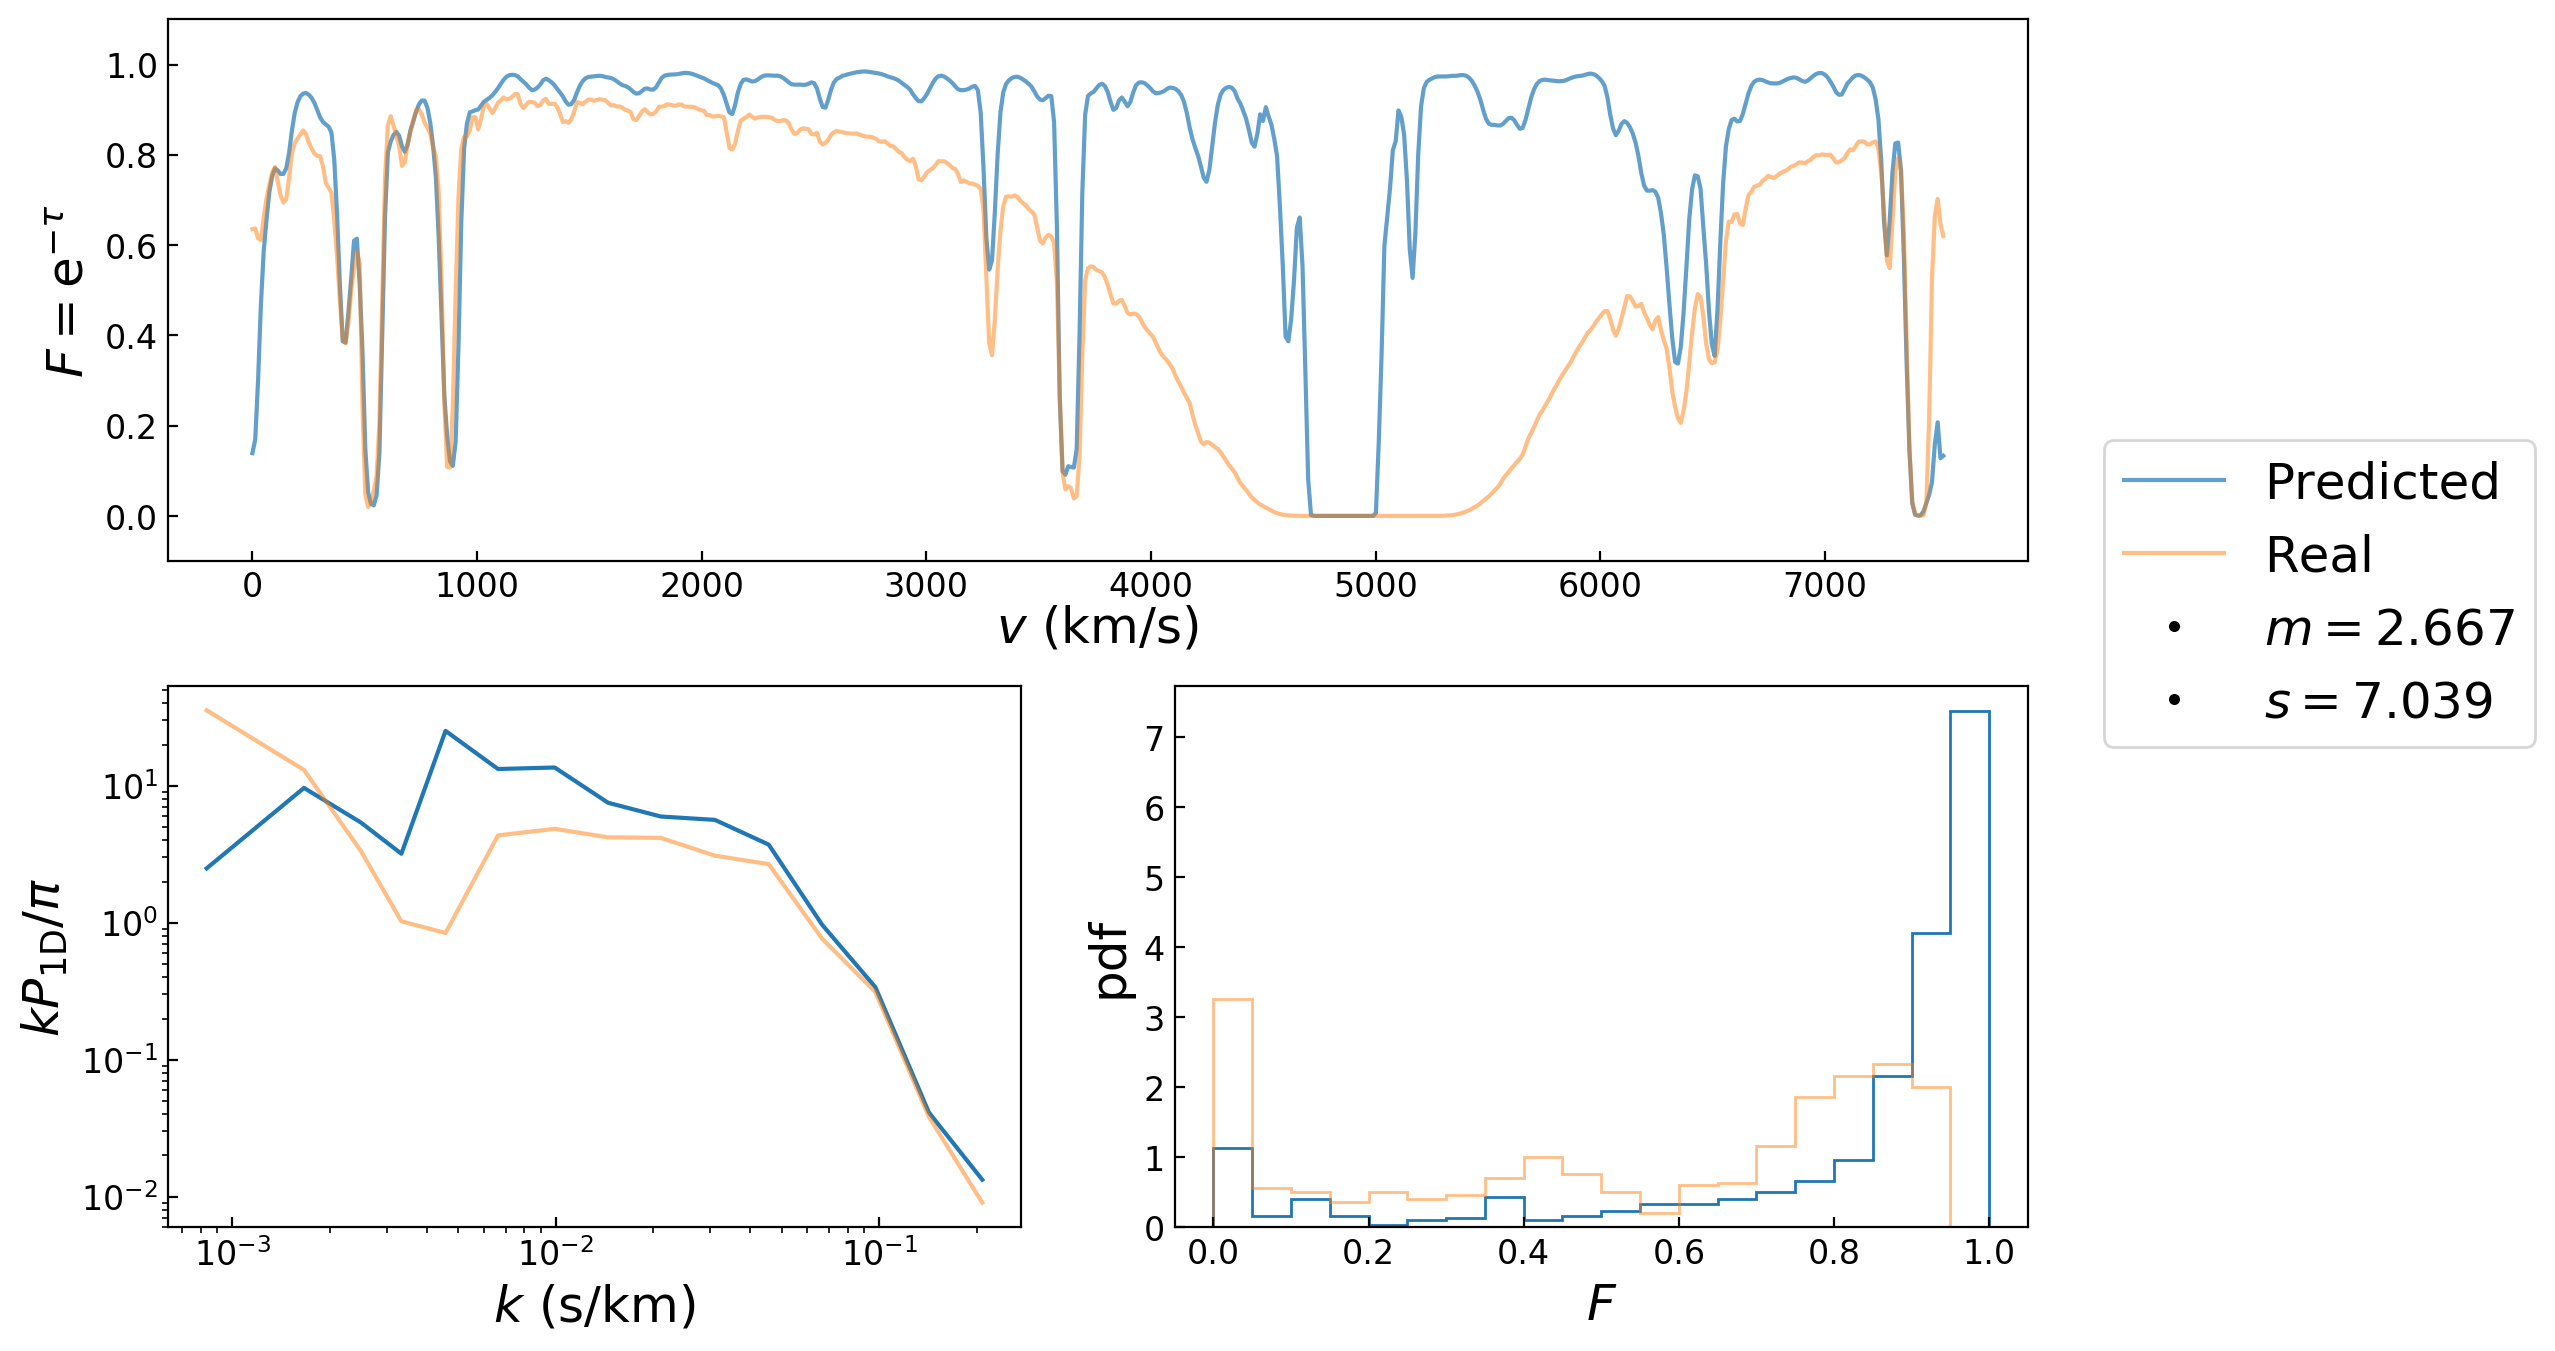 1.0
0.8
0.6
0.4
0.2
0.0
F = e^{−τ}
0 1000 2000 3000 4000 5000 6000 7000
v (km/s)
Predicted
Real
m = 2.667
s = 7.039
10^1
10^0
10^{−1}
10^{−2}
kP_{1D}/π
10^{−3} 10^{−2} 10^{−1}
k (s/km)
7
6
5
4
3
2
1
0
pdf
0.0 0.2 0.4 0.6 0.8 1.0
F